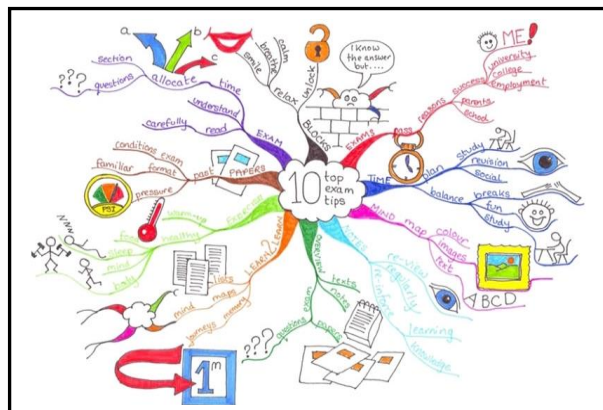 10 top
exam
tips
BLOCKS
unlock
relax
calm
breathe
smile
I know
the answer
but....
EXAMS
pass
reasons
success
ME!
university
college
employment
parents
school
TIME
plan
study
revision
social
balance
breaks
fun
study
MIND map
colour
images
text
ABCD
re-view
regularly
reinforce
learning
knowledge
texts
notes
exam
papers
questions
???
LEARN
lists
mind maps
journeys memory
1m
EXERCISE
warm-up
healthy
food
sleep
mind
body
PAPERS
past
conditions exam
familiar format
pressure
PSI
EXAM
time
allocate
section
questions
???
a
b
c
read
understand
carefully